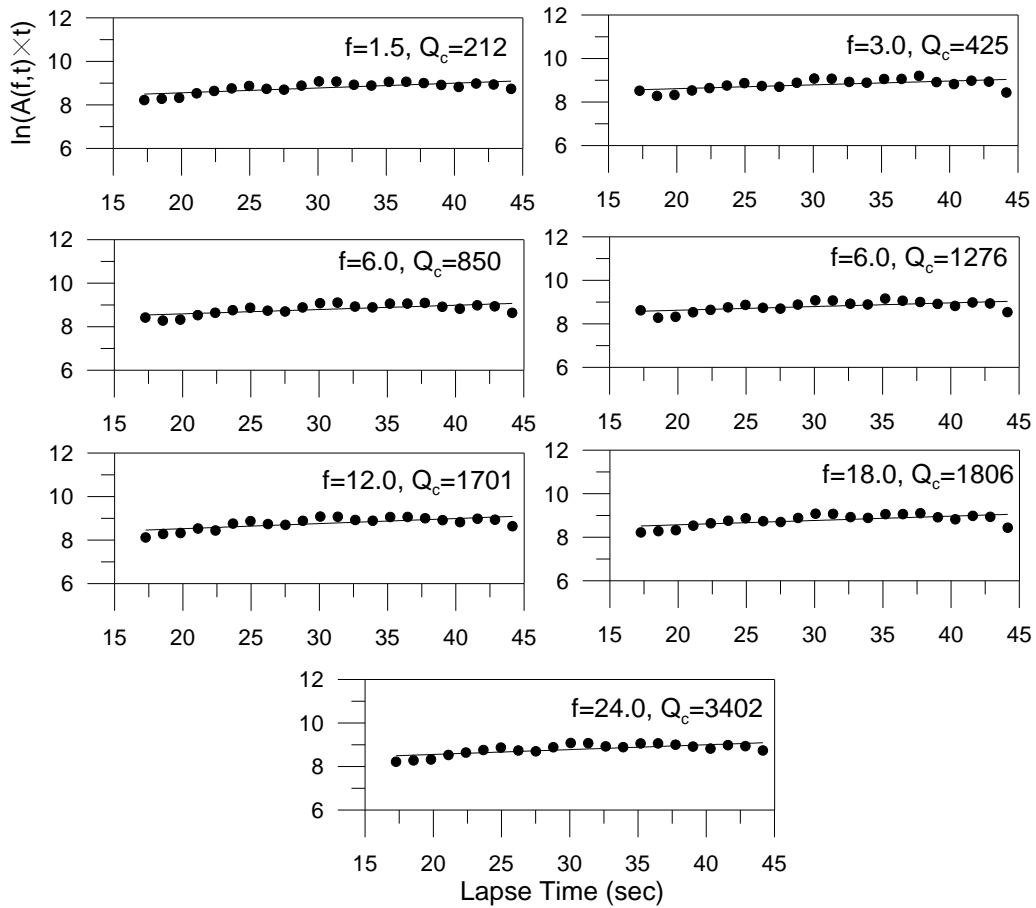 ln(A(f,t)×t)
f=1.5, Qc=212
12
10
8
6
15 20 25 30 35 40 45
f=3.0, Qc=425
12
10
8
6
15 20 25 30 35 40 45
f=6.0, Qc=850
12
10
8
6
15 20 25 30 35 40 45
f=6.0, Qc=1276
12
10
8
6
15 20 25 30 35 40 45
f=12.0, Qc=1701
12
10
8
6
15 20 25 30 35 40 45
f=18.0, Qc=1806
12
10
8
6
15 20 25 30 35 40 45
f=24.0, Qc=3402
12
10
8
6
15 20 25 30 35 40 45
Lapse Time (sec)